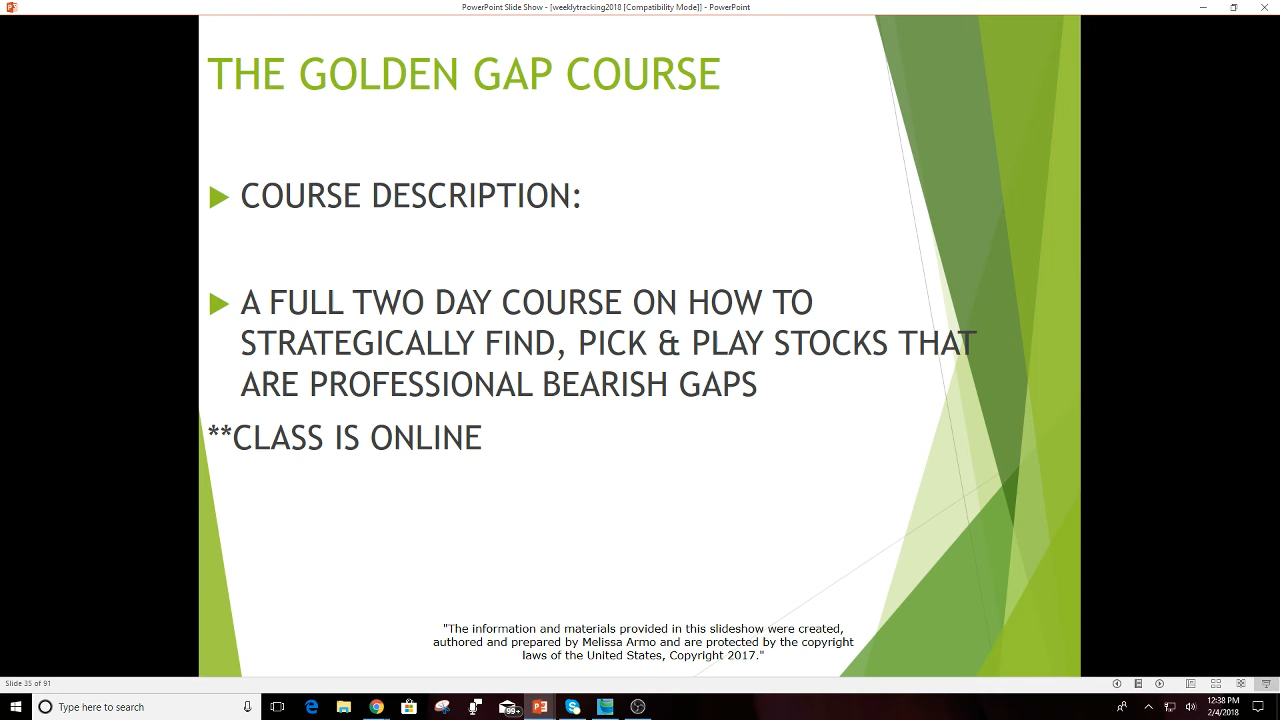 PowerPoint Slide Show - [weeklytracking2018 [Compatibility Mode]] - PowerPoint
THE GOLDEN GAP COURSE
COURSE DESCRIPTION:
A FULL TWO DAY COURSE ON HOW TO
STRATEGICALLY FIND, PICK & PLAY STOCKS THAT
ARE PROFESSIONAL BEARISH GAPS
**CLASS IS ONLINE
"The information and materials provided in this slideshow were created,
authored and prepared by Melissa Armo and are protected by the copyright
laws of the United States, Copyright 2017."
Slide 35 of 91
Type here to search
99+
12:38 PM
2/4/2018